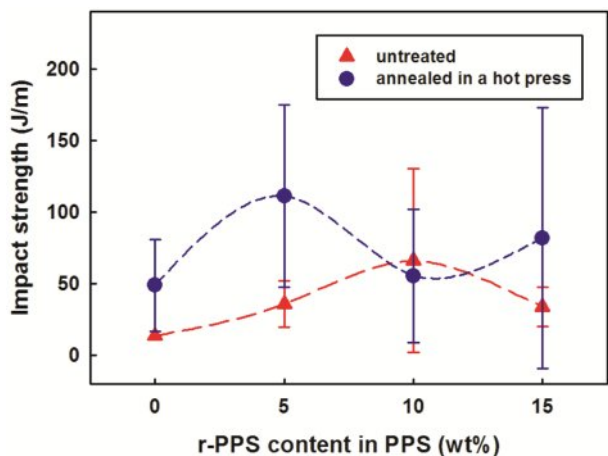 untreated
annealed in a hot press
200
150
100
50
0
Impact strength (J/m)
0 5 10 15
r-PPS content in PPS (wt%)